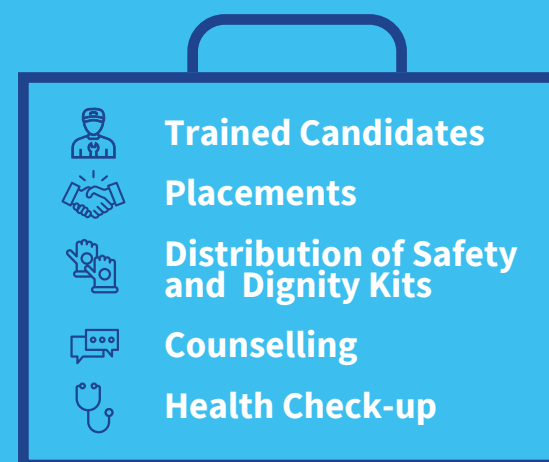 Trained Candidates
Placements
Distribution of Safety
and Dignity Kits
Counselling
Health Check-up